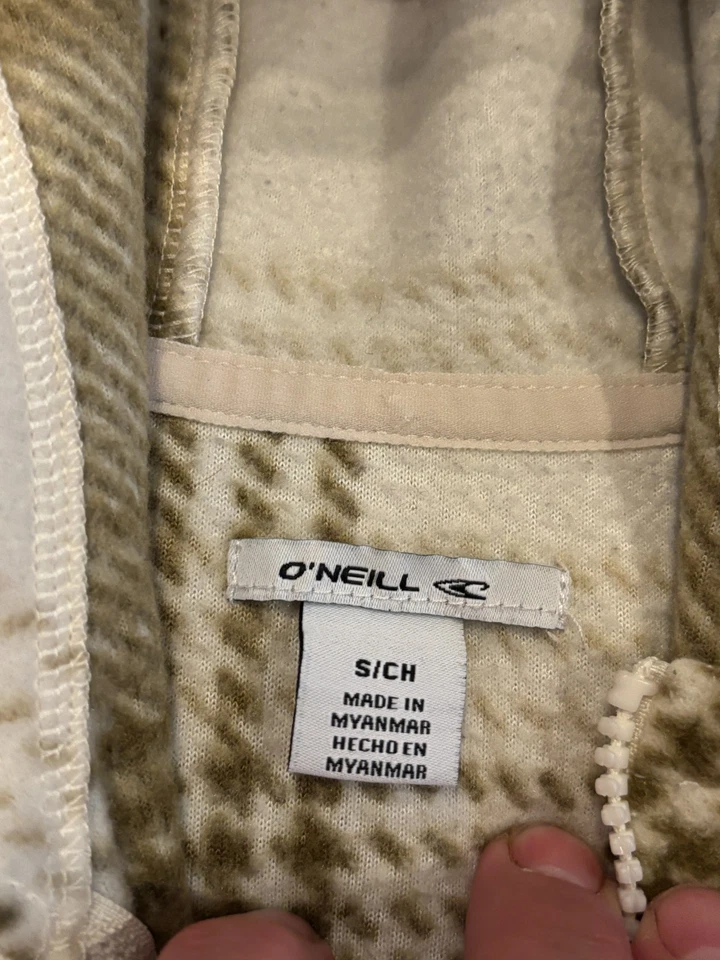 O'NEILL
S/CH
MADE IN
MYANMAR
HECHO EN
MYANMAR